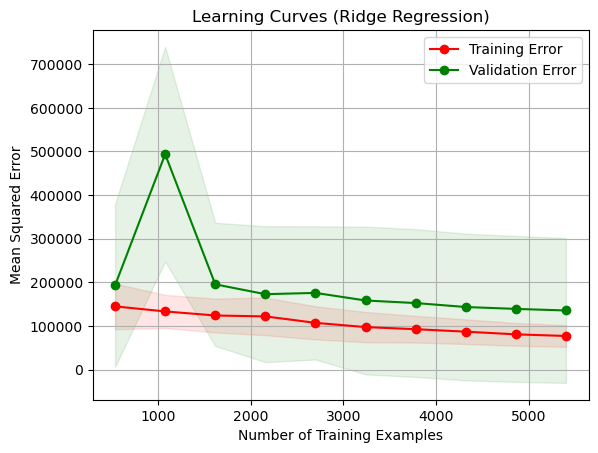 Learning Curves (Ridge Regression)
Training Error
Validation Error
700000
600000
500000
400000
300000
200000
100000
0
Mean Squared Error
1000 2000 3000 4000 5000
Number of Training Examples